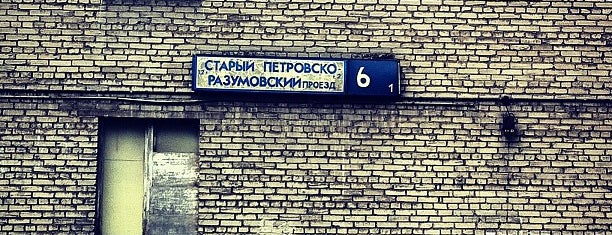 СТАРЫЙ ПЕТРОВСКО
РАЗУМОВСКИЙ ПРОЕЗД
6
1